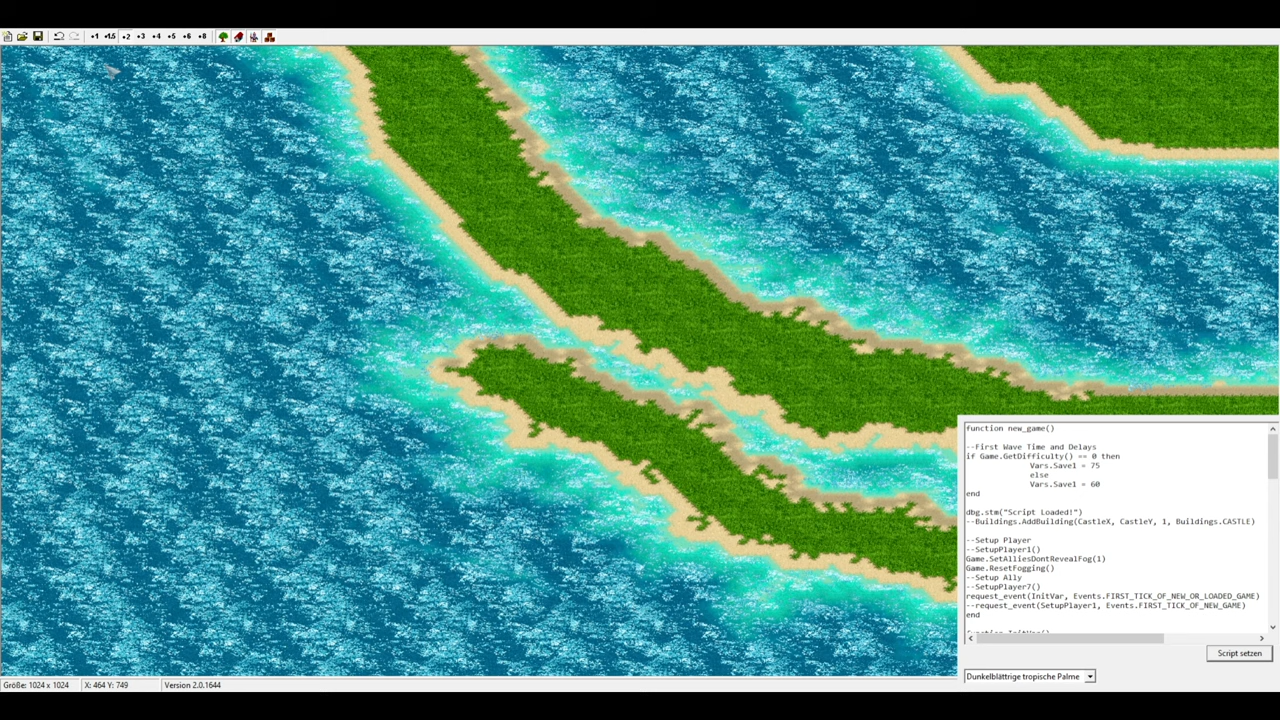 +1 +1.5 +2 +3 +4 +5 +6 +8
function new_game()
--First Wave Time and Delays
if Game.GetDifficulty() == 0 then
Vars.Save1 = 75
else
Vars.Save1 = 60
end
dbg.stm("Script Loaded!")
--Buildings.AddBuilding(CastleX, CastleY, 1, Buildings.CASTLE)
--Setup Player
--SetupPlayer1()
Game.SetAlliesDontRevealFog(1)
Game.ResetFogging()
--Setup Ally
--SetupPlayer7()
request_event(InitVar, Events.FIRST_TICK_OF_NEW_OR_LOADED_GAME)
--request_event(SetupPlayer1, Events.FIRST_TICK_OF_NEW_GAME)
end
Script setzen
Dunkelblättrige tropische Palme
Größe: 1024 x 1024 X: 464 Y: 749 Version 2.0.1644